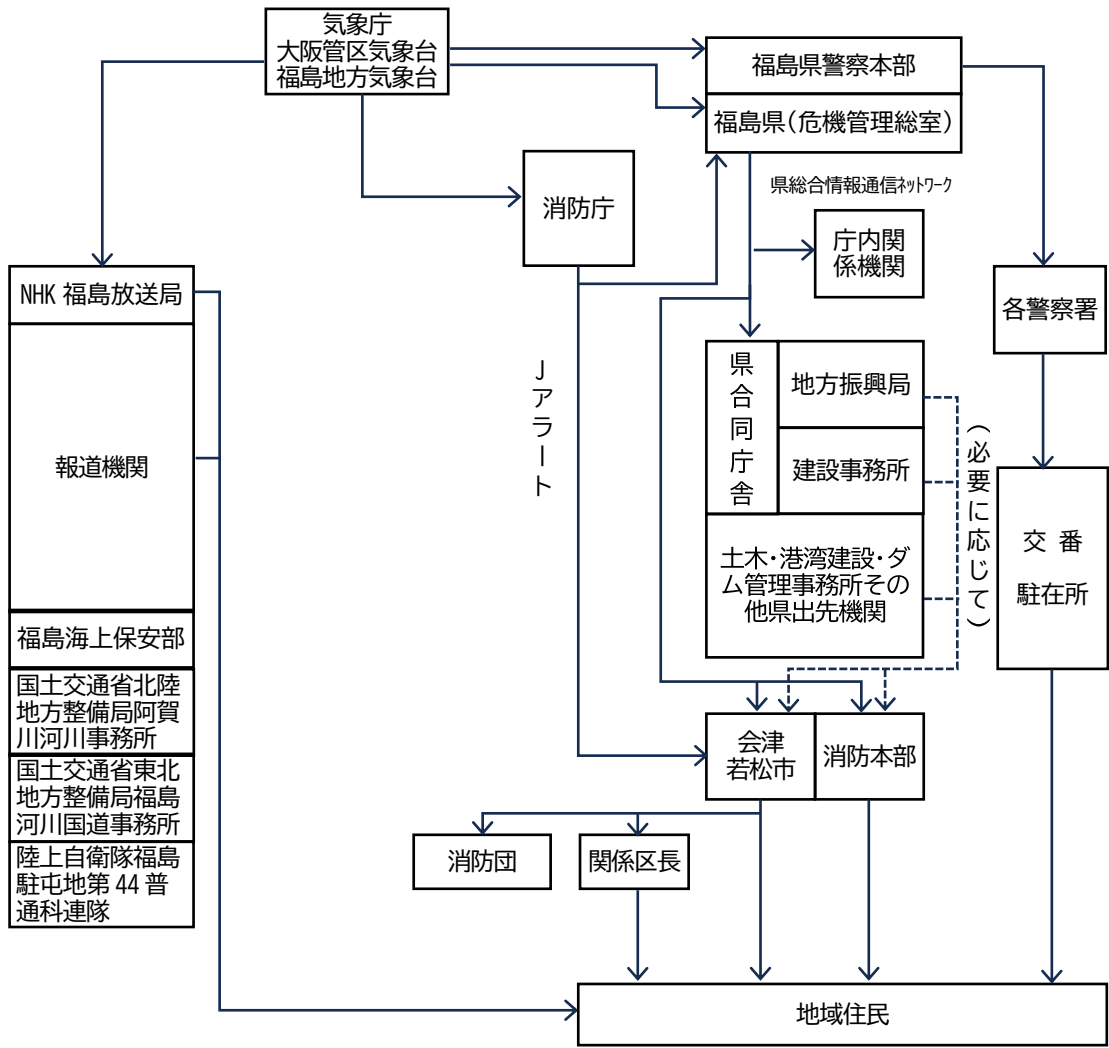 気象庁
大阪管区気象台
福島地方気象台
福島県警察本部
福島県(危機管理総室)
消防庁
県総合情報通信ネットワーク
庁内関
係機関
NHK 福島放送局
各警察署
Jアラート
県合同庁舎
地方振興局
(必要に応じて)
報道機関
建設事務所
交 番
駐在所
土木・港湾建設・ダ
ム管理事務所その
他県出先機関
福島海上保安部
国土交通省北陸
地方整備局阿賀
川河川事務所
会津
若松市
消防本部
国土交通省東北
地方整備局福島
河川国道事務所
消防団
関係区長
陸上自衛隊福島
駐屯地第 44 普
通科連隊
地域住民